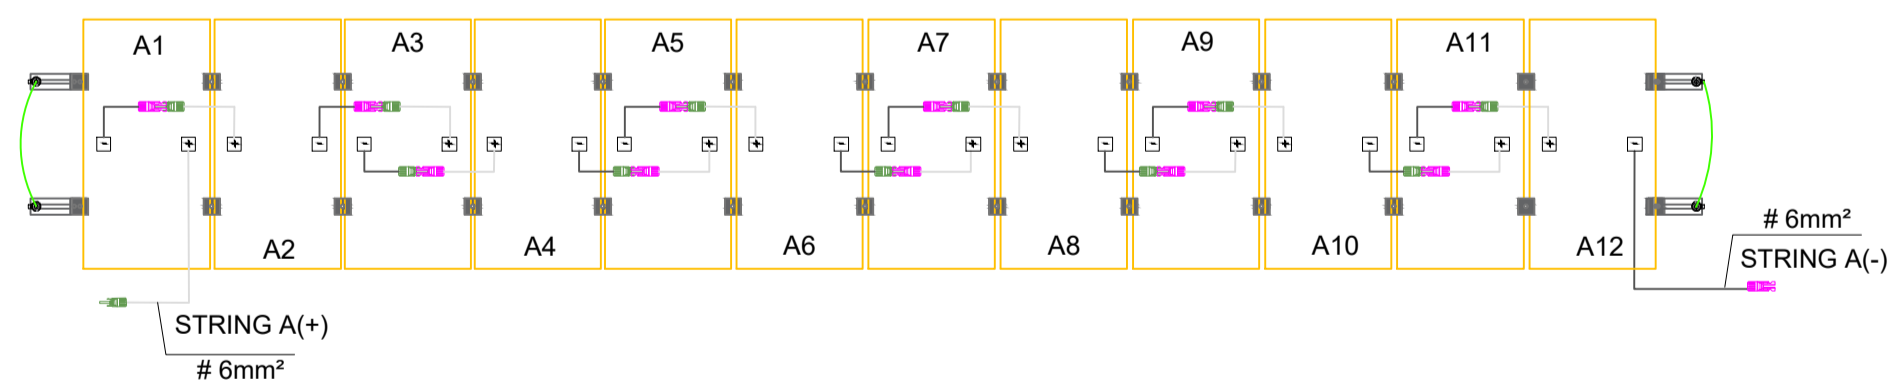 A1
A3
A5
A7
A9
A11
- + + - - + + - - + + - - + + - - + + - - + + -
A2
A4
A6
A8
A10
A12
# 6mm²
STRING A(-)
STRING A(+)
# 6mm²